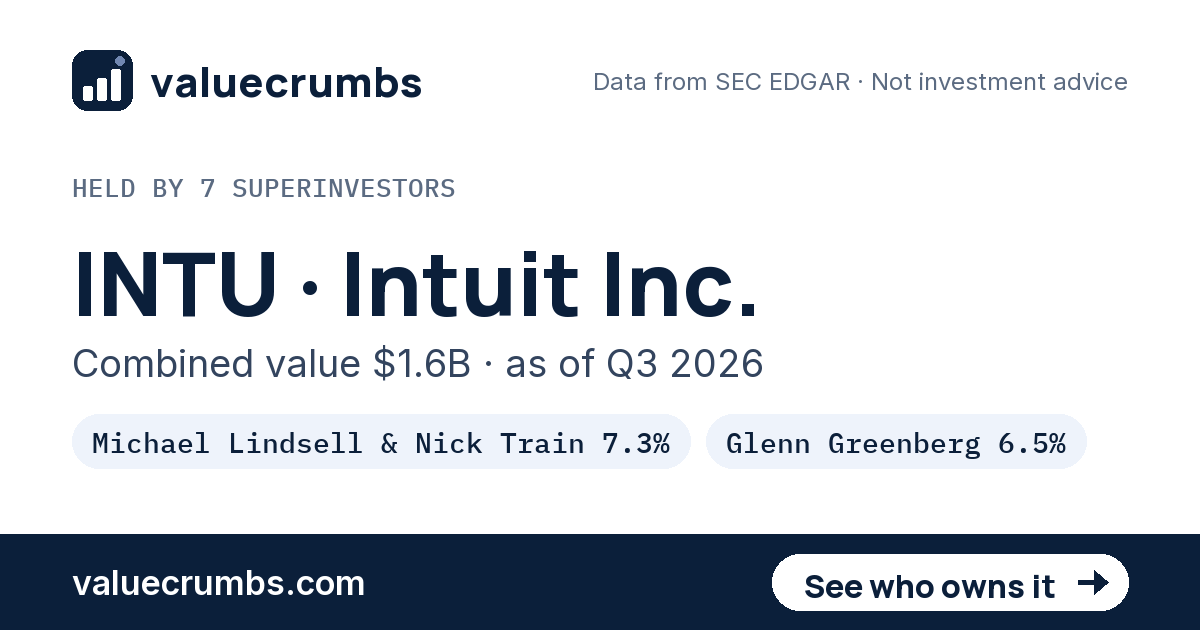 valuecrumbs
Data from SEC EDGAR · Not investment advice
HELD BY 7 SUPERINVESTORS
INTU · Intuit Inc.
Combined value $1.6B · as of Q3 2026
Michael Lindsell & Nick Train 7.3%
Glenn Greenberg 6.5%
valuecrumbs.com
See who owns it →